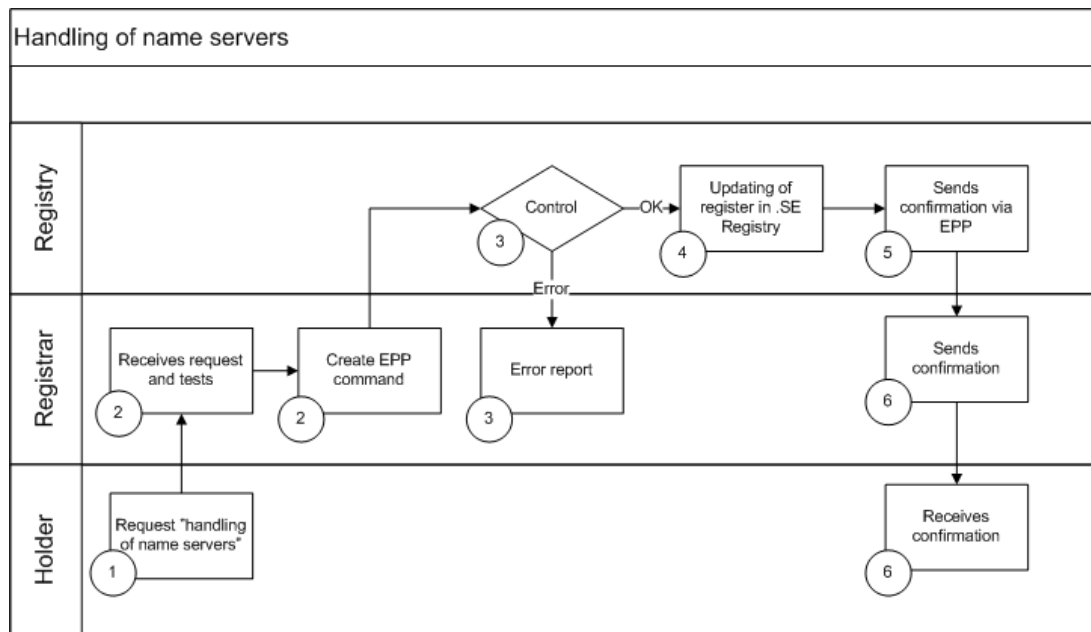 Handling of name servers
Registry
Control
3
OK
Updating of
register in .SE
Registry
4
Sends
confirmation via
EPP
5
Error
Registrar
Receives request
and tests
2
Create EPP
command
2
Error report
3
Sends
confirmation
6
Holder
Request "handling
of name servers"
1
Receives
confirmation
6